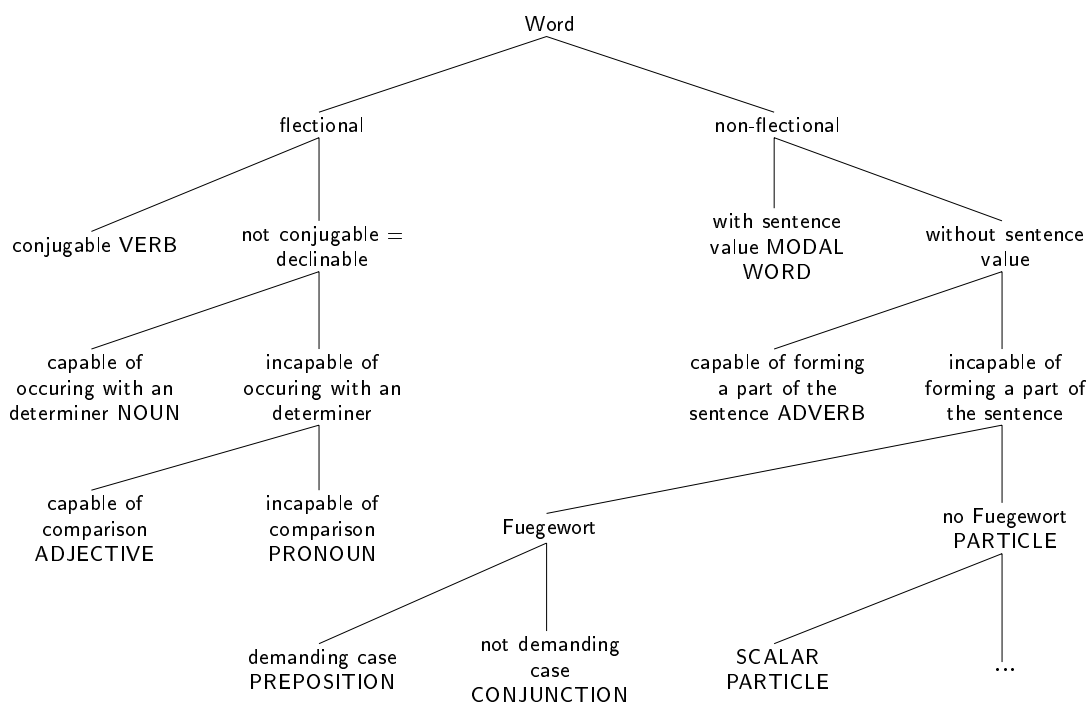 Word
flectional
non-flectional
conjugable VERB
not conjugable =
declinable
with sentence
value MODAL
WORD
without sentence
value
capable of
occuring with an
determiner NOUN
incapable of
occuring with an
determiner
capable of forming
a part of the
sentence ADVERB
incapable of
forming a part of
the sentence
capable of
comparison
ADJECTIVE
incapable of
comparison
PRONOUN
Fuegewort
no Fuegewort
PARTICLE
demanding case
PREPOSITION
not demanding
case
CONJUNCTION
SCALAR
PARTICLE
...